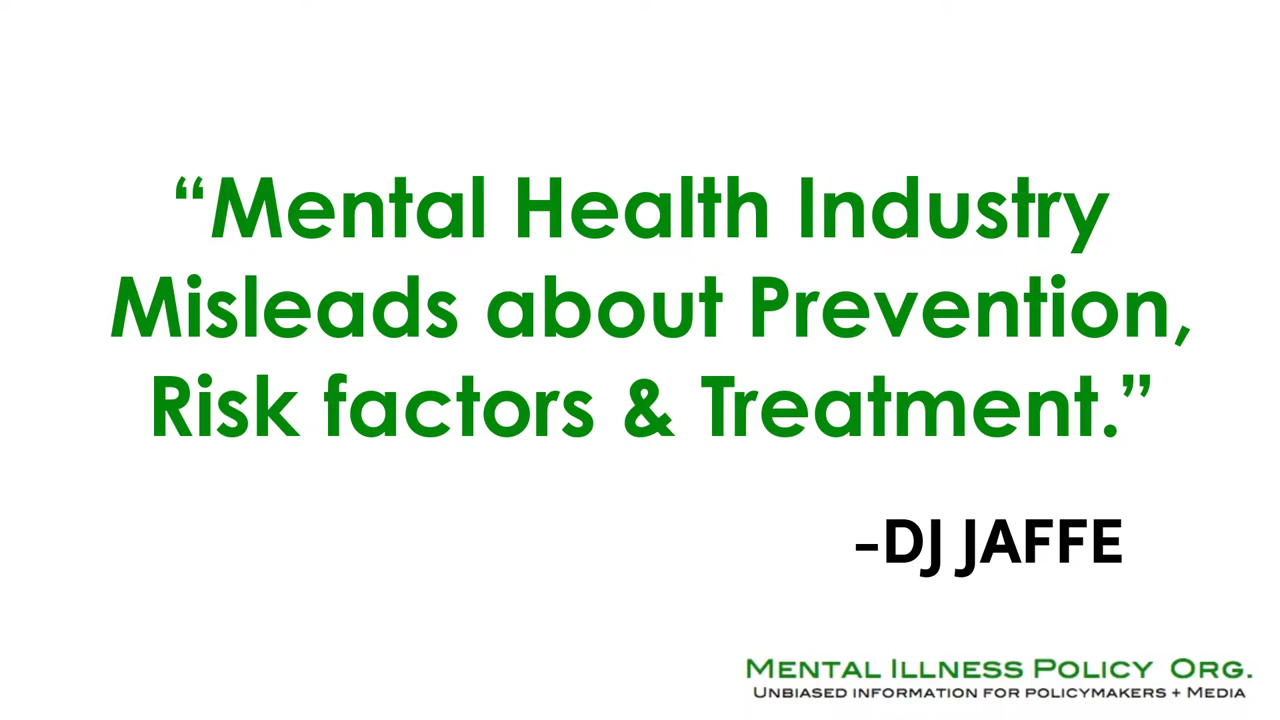 “Mental Health Industry
Misleads about Prevention,
Risk factors & Treatment.”
–DJ JAFFE
Mental Illness Policy Org.
Unbiased information for policymakers + Media